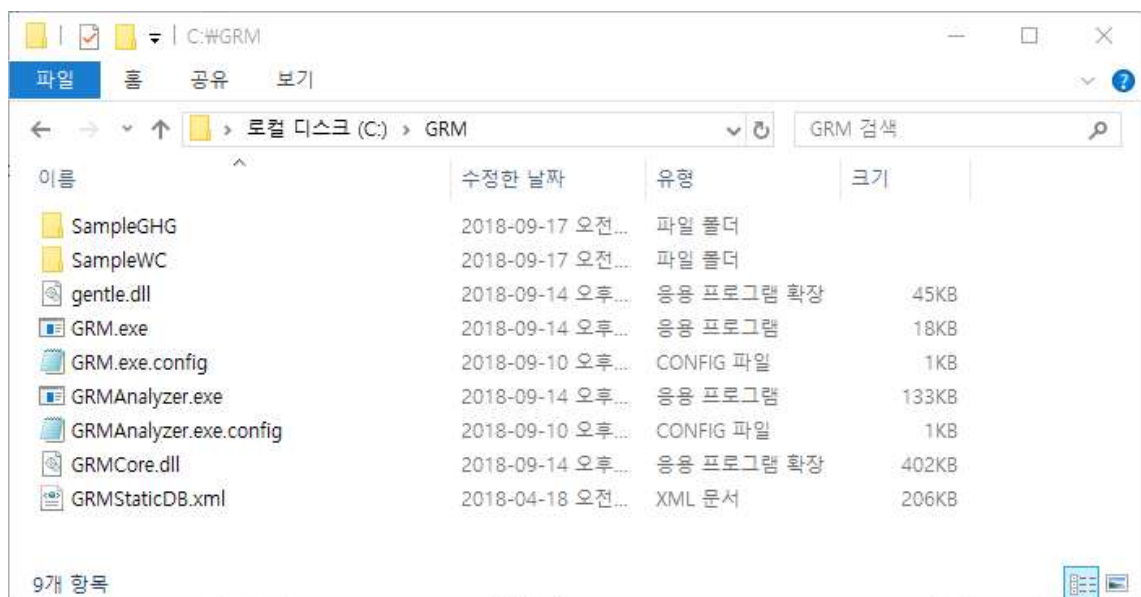 C:₩GRM
파일 홈 공유 보기
로컬 디스크 (C:) GRM GRM 검색
이름 수정한 날짜 유형 크기
SampleGHG 2018-09-17 오전... 파일 폴더
SampleWC 2018-09-17 오전... 파일 폴더
gentle.dll 2018-09-14 오후... 응용 프로그램 확장 45KB
GRM.exe 2018-09-14 오후... 응용 프로그램 18KB
GRM.exe.config 2018-09-10 오후... CONFIG 파일 1KB
GRMAnalyzer.exe 2018-09-14 오후... 응용 프로그램 133KB
GRMAnalyzer.exe.config 2018-09-10 오후... CONFIG 파일 1KB
GRMCore.dll 2018-09-14 오후... 응용 프로그램 확장 402KB
GRMStaticDB.xml 2018-04-18 오전... XML 문서 206KB
9개 항목